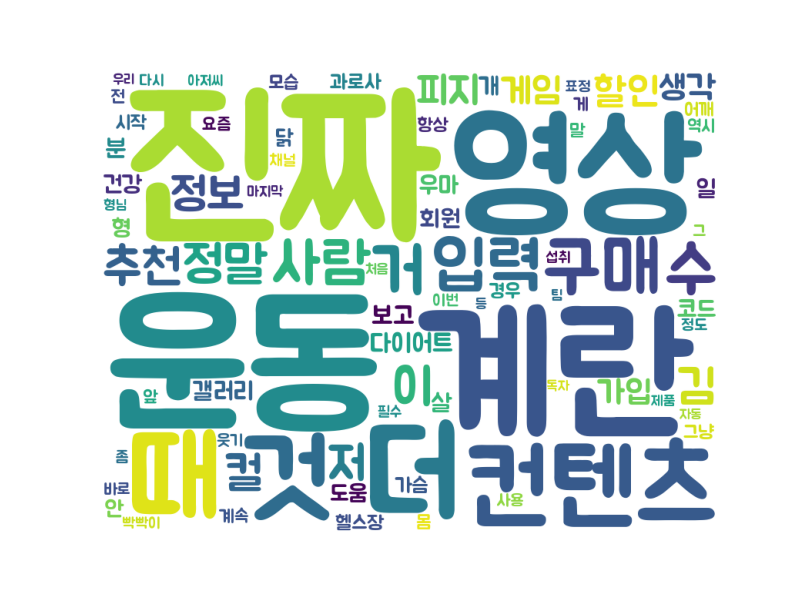 우리 다시 아저씨 모습 과로사 피지 개 게임 표정 할인 생각
전 진짜 게 어깨
시작 요즘 닭 항상 영상 말 역시
분 채널
건강 정보 마지막 우마 일
형님 형 회원 그
추천 정말 사람 처음 거 입력 섭취 구매 수
이번 경우 등 팀 코드
운동 보고 다이어트 계란 정도
앞 갤러리 필수 이 살 독자 가입 제품 김
자동
때 웃기 컬 것 저 더 컨텐츠 그냥
좀
바로 도움 가슴 사용
안 빡빡이 계속 헬스장 몸